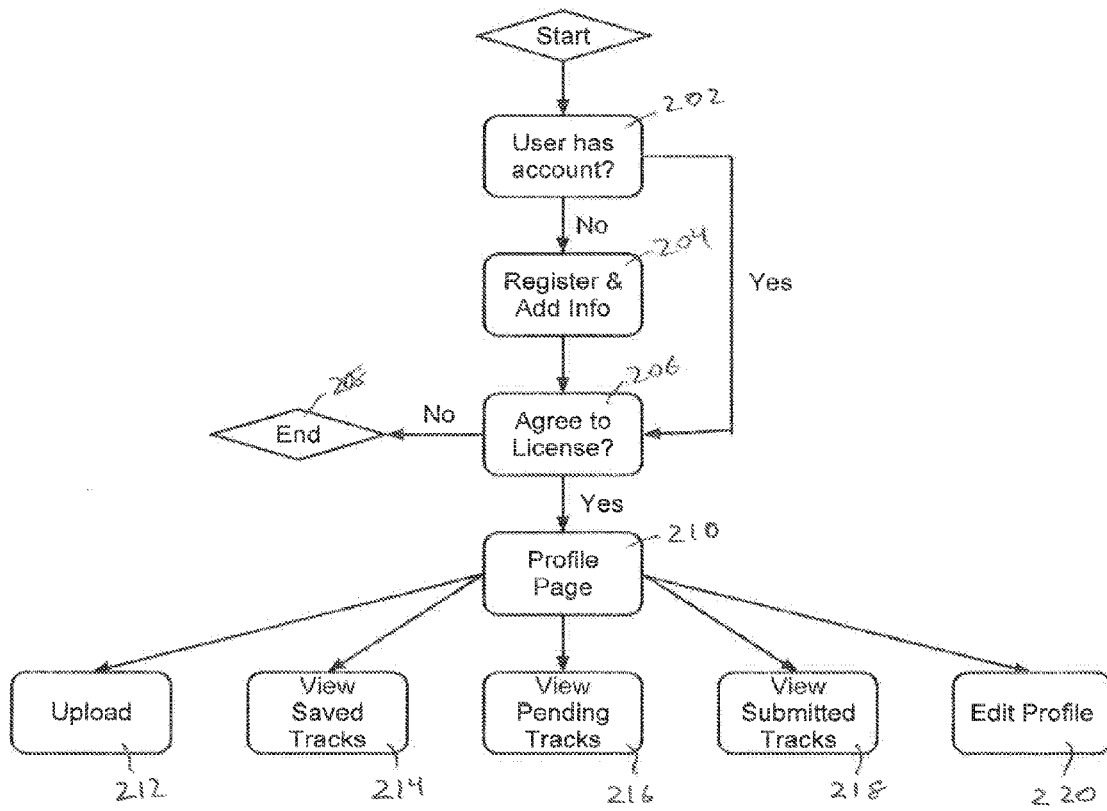 Start
202
User has
account?
No
204
Register &
Add Info
Yes
206
208
No
End
Agree to
License?
Yes
210
Profile
Page
Upload
View
Saved
Tracks
View
Pending
Tracks
View
Submitted
Tracks
Edit Profile
212
214
216
218
220